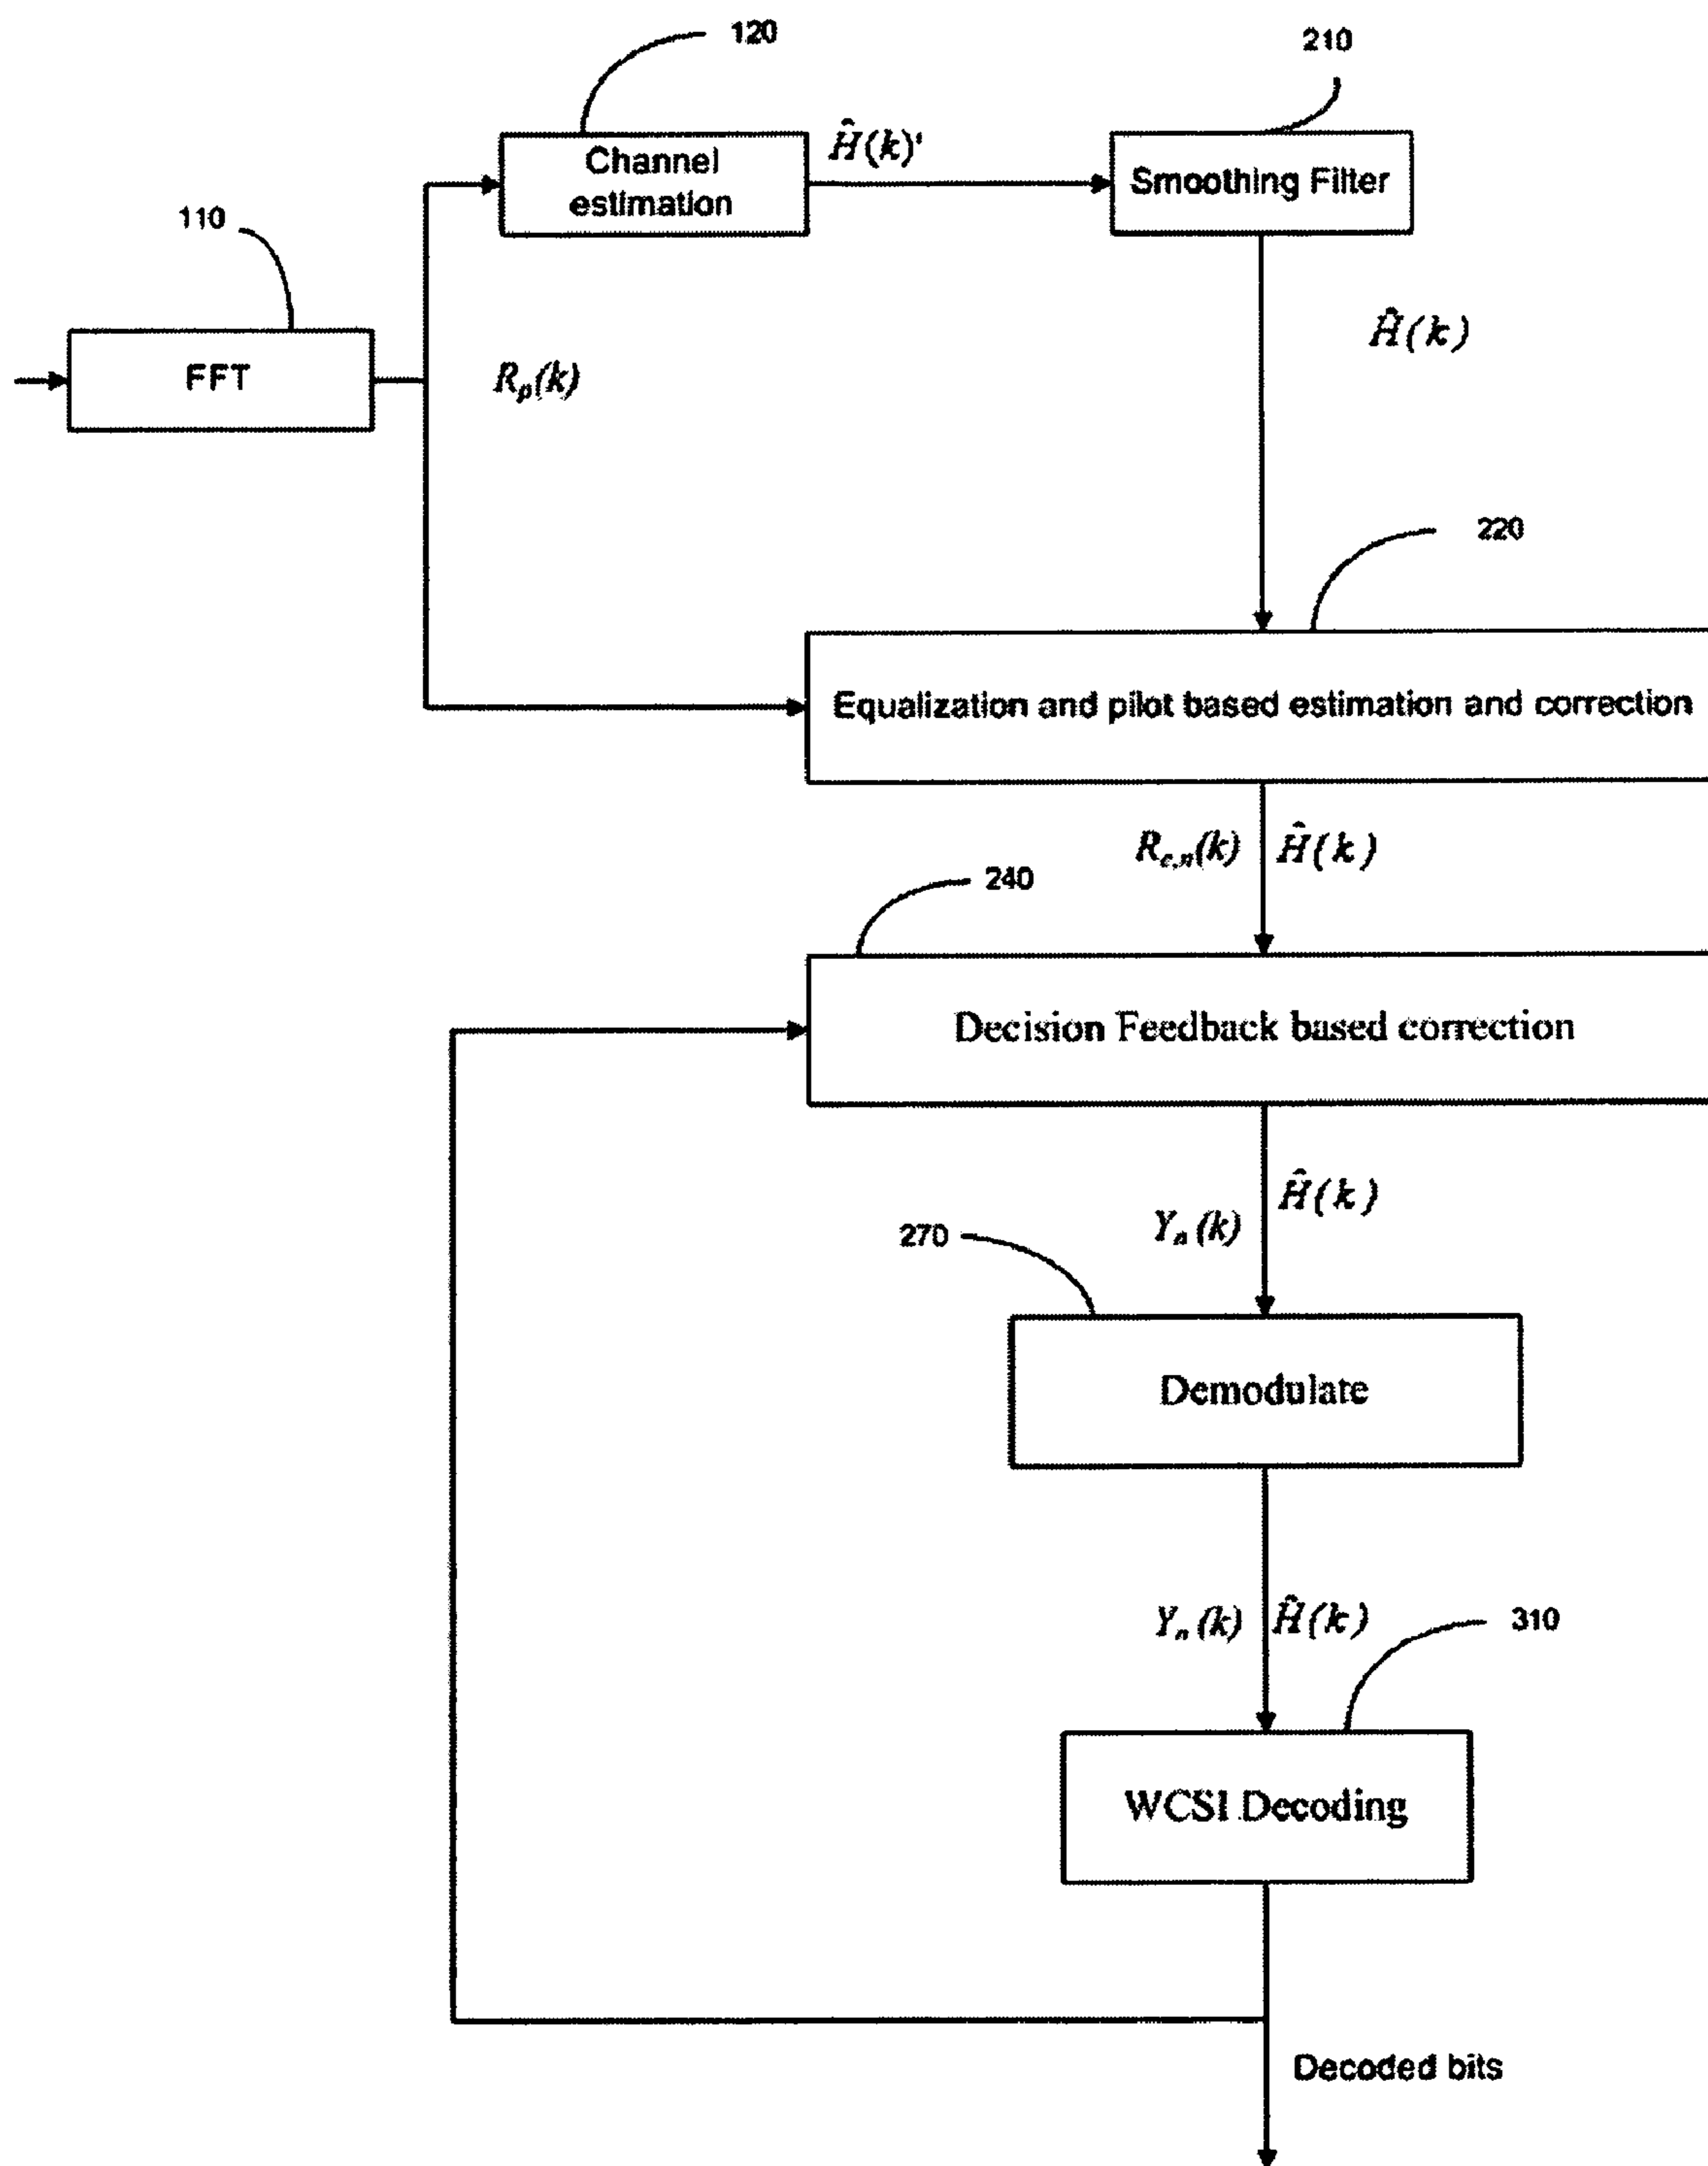 120
210
Channel
estimation
Ĥ(k)'
Smoothing Filter
110
FFT
Rₚ(k)
Ĥ(k)
220
Equalization and pilot based estimation and correction
Rₑ,ₙ(k) Ĥ(k)
240
Decision Feedback based correction
Ĥ(k)
Yₙ(k)
270
Demodulate
Yₙ(k) Ĥ(k)
310
WCSI Decoding
Decoded bits